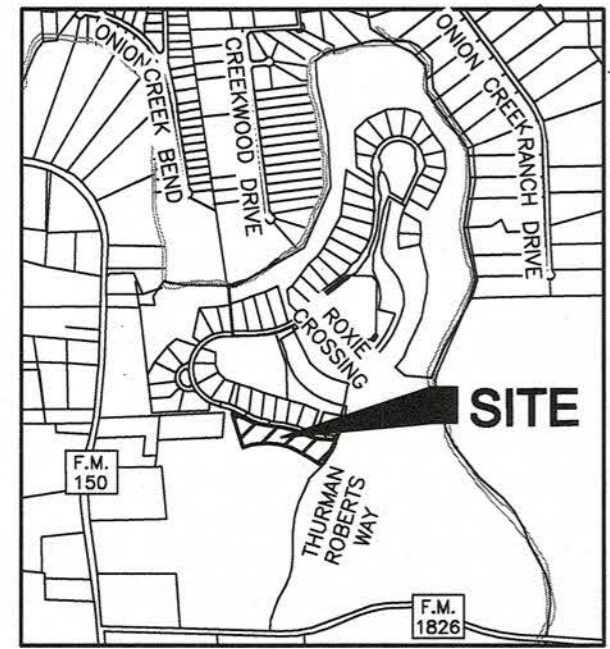 ONION CREEK BEND
CREEKWOOD DRIVE
ONION CREEK RANCH DRIVE
ROXIE
CROSSING
SITE
F.M.
150
THURMAN
ROBERTS
WAY
F.M.
1826